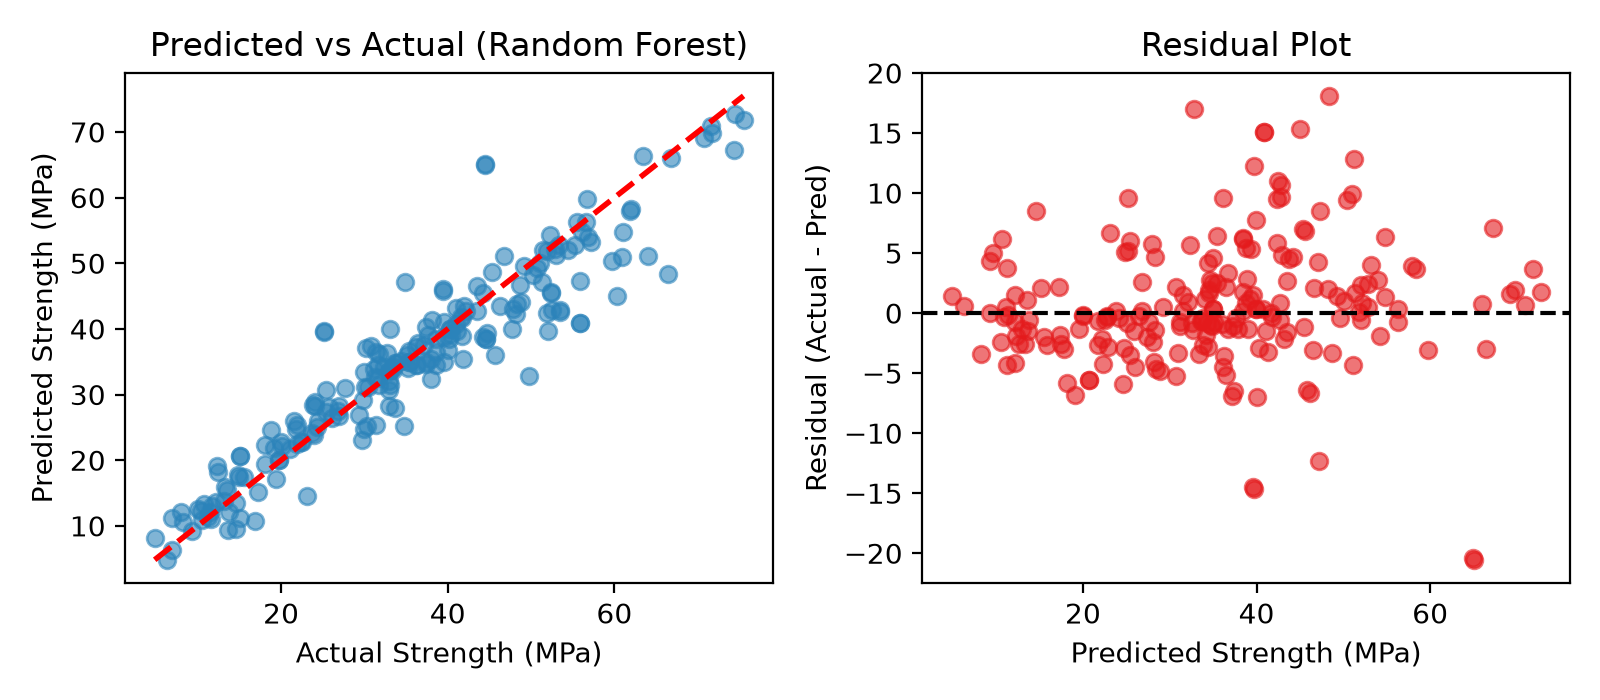 Predicted vs Actual (Random Forest)
70
60
50
40
30
20
10
Predicted Strength (MPa)
20 40 60
Actual Strength (MPa)
Residual Plot
20
15
10
5
0
−5
−10
−15
−20
Residual (Actual - Pred)
20 40 60
Predicted Strength (MPa)